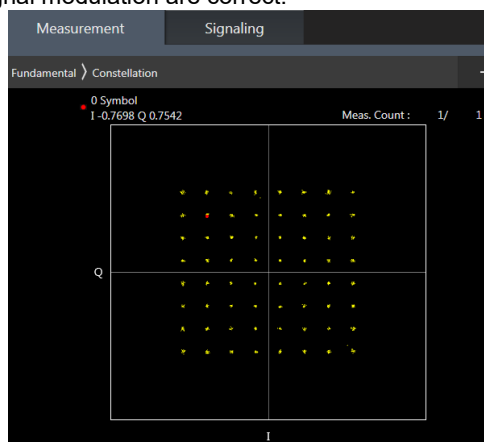 gnal modulation are correct.
Measurement Signaling
Fundamental 〉 Constellation
0 Symbol
I -0.7698 Q 0.7542 Meas. Count : 1/ 1
Q
I